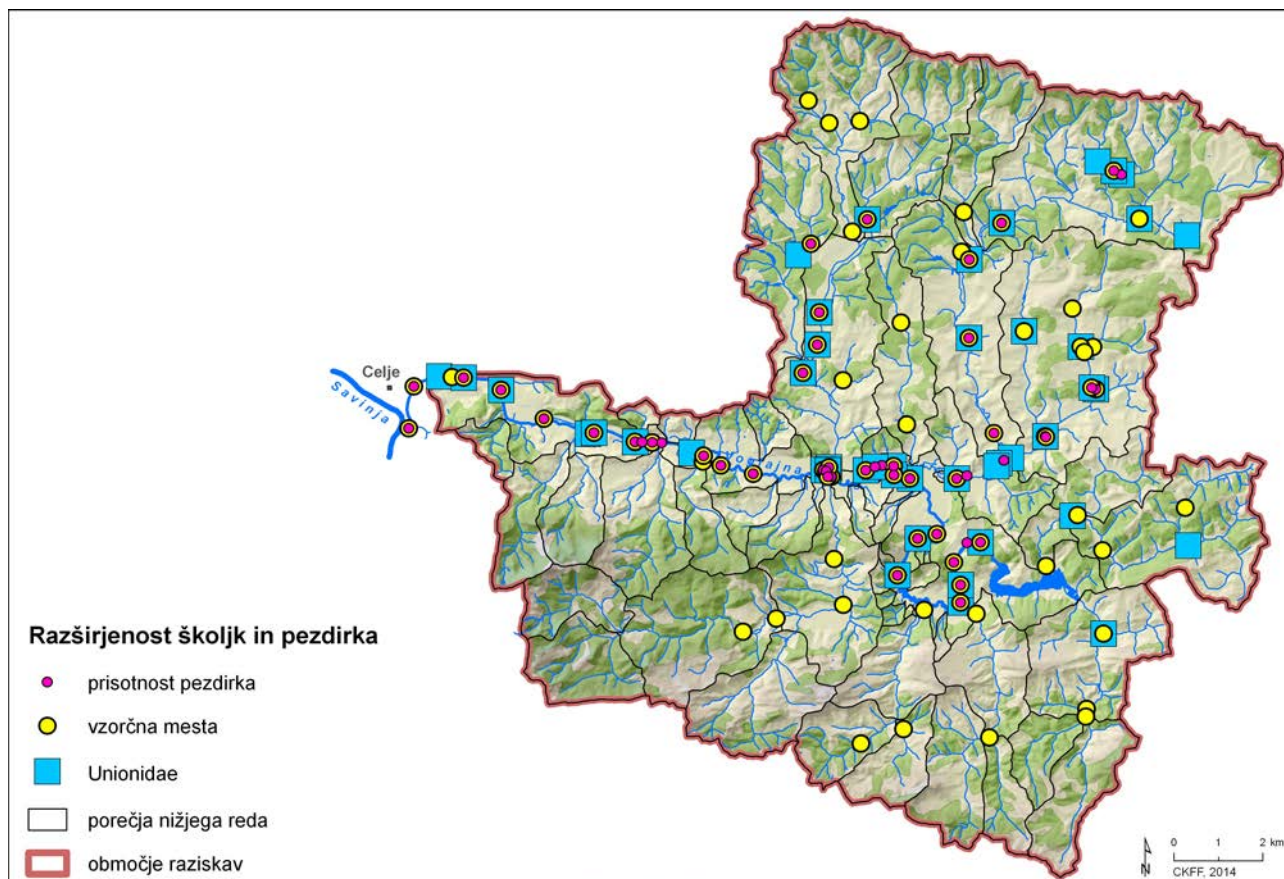 Celje
Savinja
Voglajna
Razširjenost školjk in pezdirka
prisotnost pezdirka
vzorčna mesta
Unionidae
porečja nižjega reda
območje raziskav
0 1 2 km
CKFF, 2014